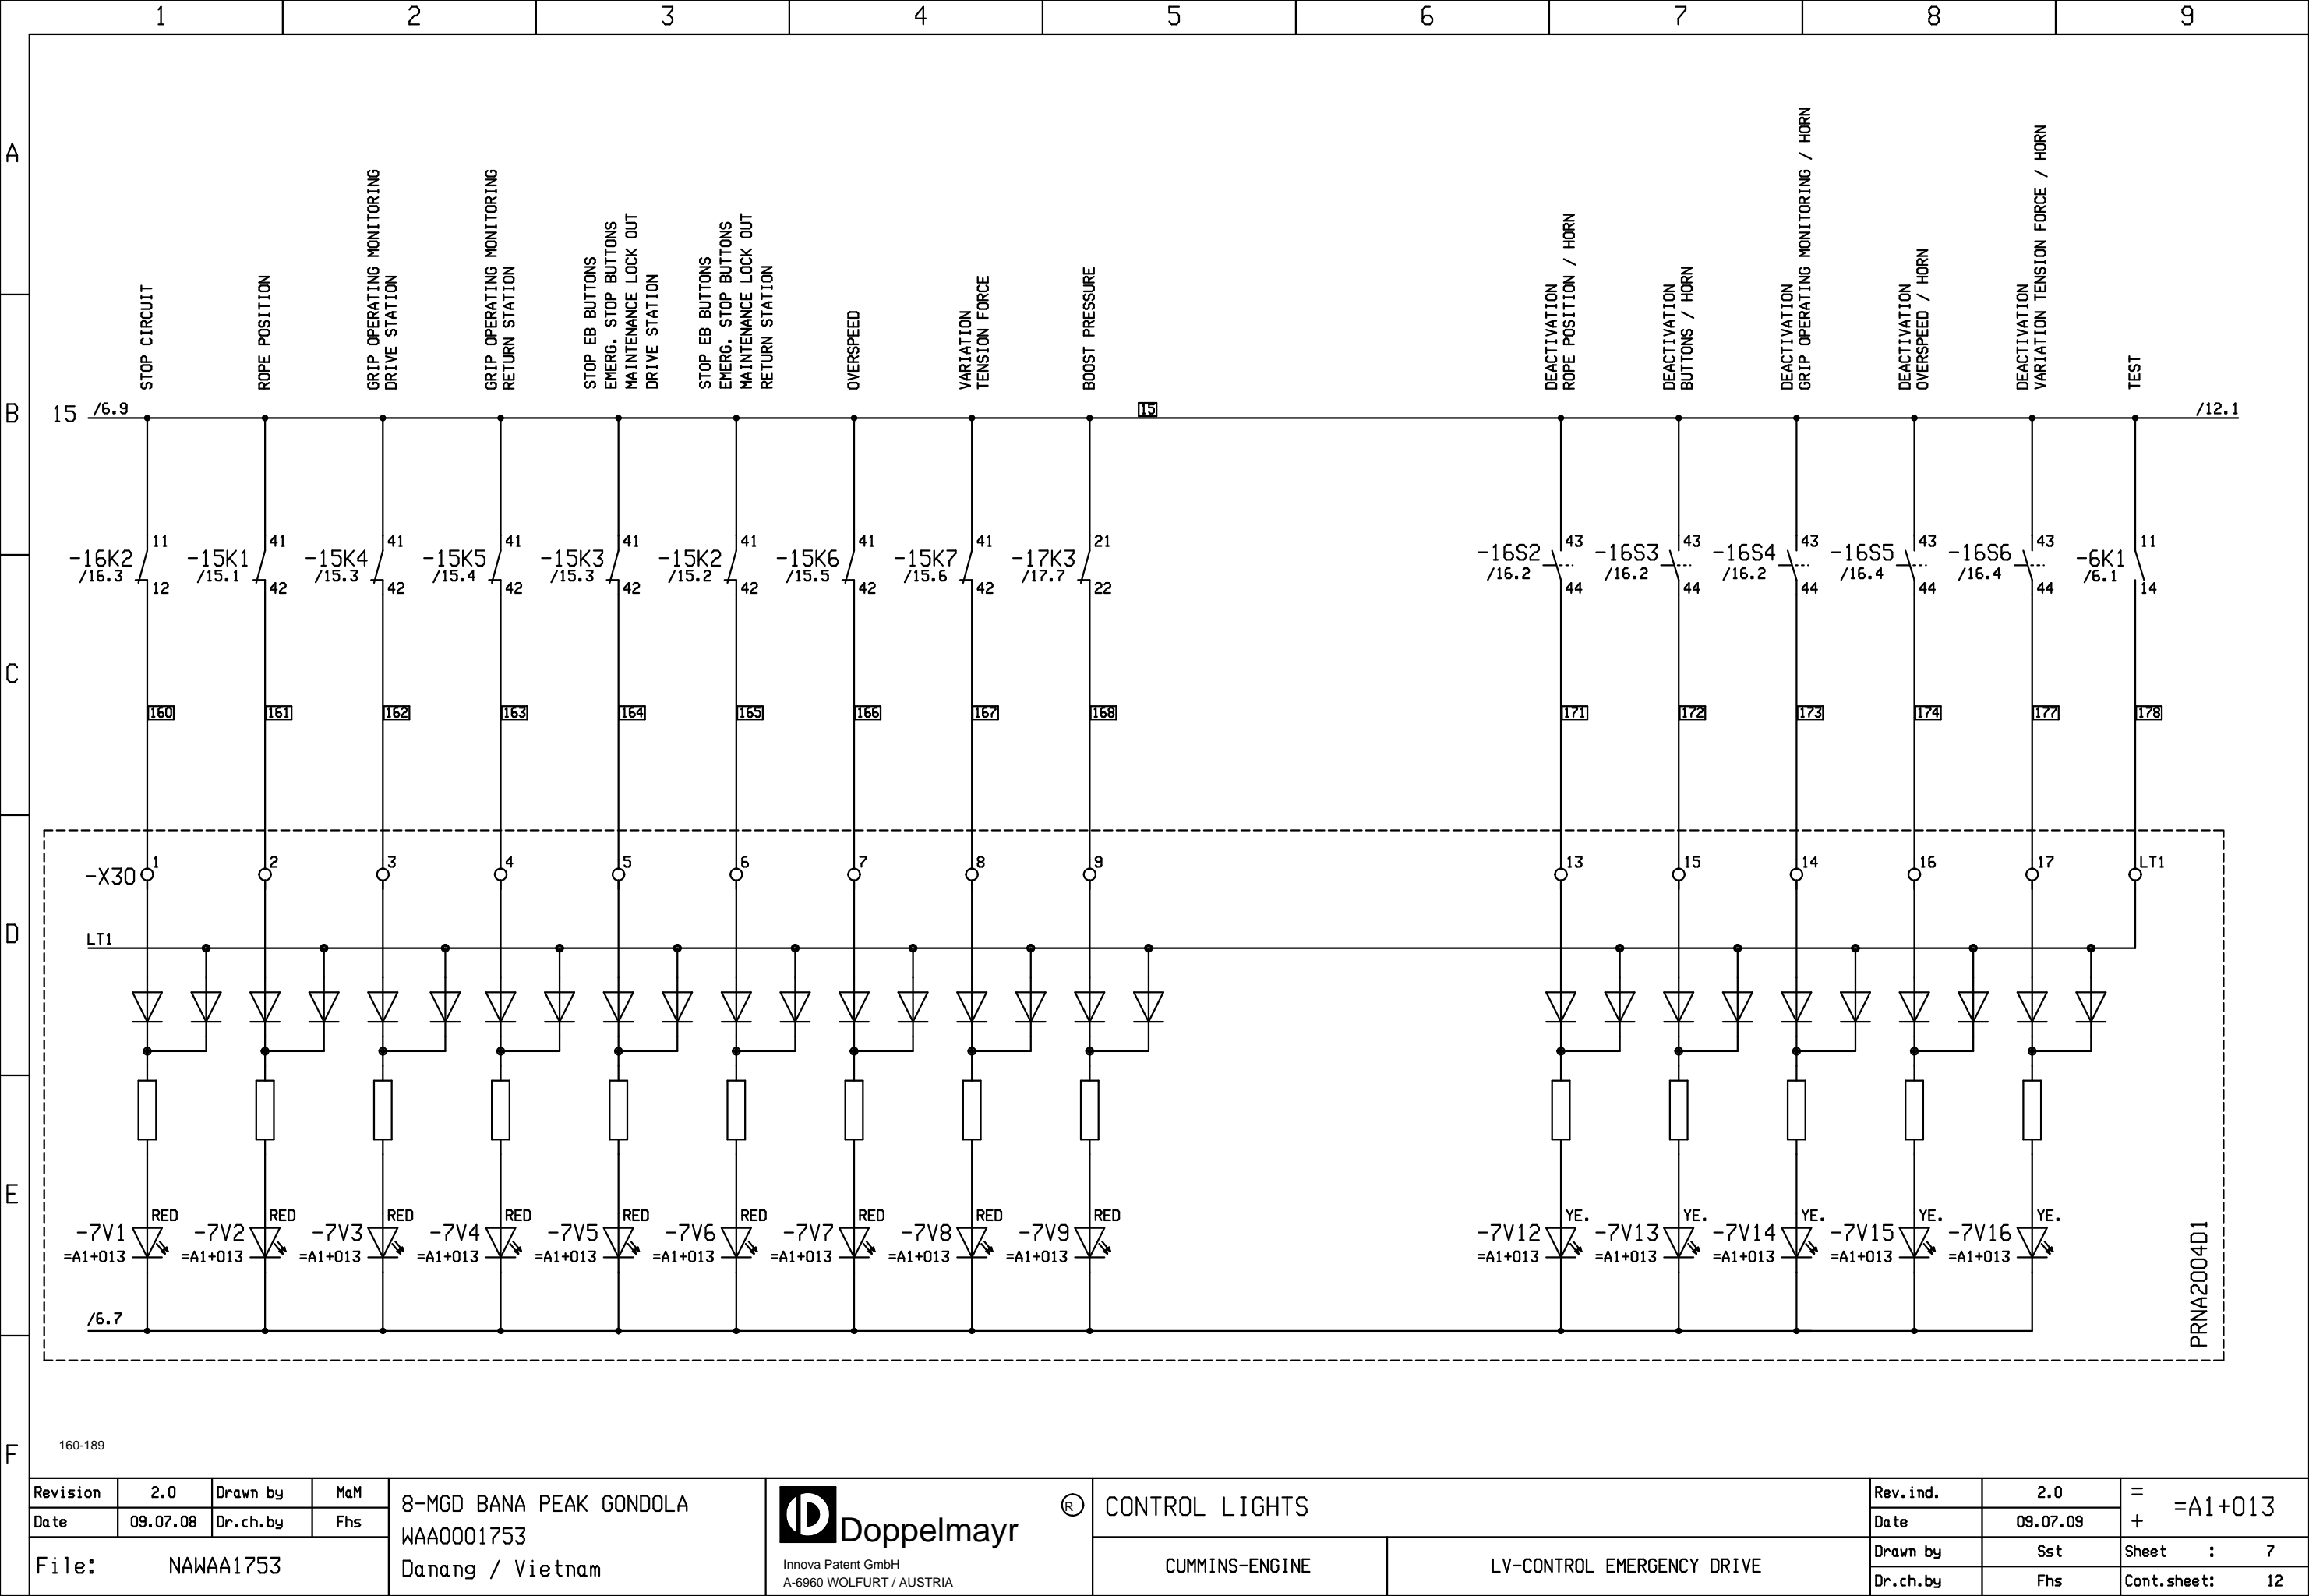 1 2 3 4 5 6 7 8 9
A
B
C
D
E
F
STOP CIRCUIT
ROPE POSITION
GRIP OPERATING MONITORING
DRIVE STATION
GRIP OPERATING MONITORING
RETURN STATION
STOP EB BUTTONS
EMERG. STOP BUTTONS
MAINTENANCE LOCK OUT
DRIVE STATION
STOP EB BUTTONS
EMERG. STOP BUTTONS
MAINTENANCE LOCK OUT
RETURN STATION
OVERSPEED
VARIATION
TENSION FORCE
BOOST PRESSURE
DEACTIVATION
ROPE POSITION / HORN
DEACTIVATION
BUTTONS / HORN
DEACTIVATION
GRIP OPERATING MONITORING / HORN
DEACTIVATION
OVERSPEED / HORN
DEACTIVATION
VARIATION TENSION FORCE / HORN
TEST
15 /6.9 15 /12.1
11 41 41 41 41 41 41 41 21 43 43 43 43 43 11
-16K2 -15K1 -15K4 -15K5 -15K3 -15K2 -15K6 -15K7 -17K3 -16S2 -16S3 -16S4 -16S5 -16S6 -6K1
/16.3 /15.1 /15.3 /15.4 /15.3 /15.2 /15.5 /15.6 /17.7 /16.2 /16.2 /16.2 /16.4 /16.4 /6.1
12 42 42 42 42 42 42 42 22 44 44 44 44 44 14
160 161 162 163 164 165 166 167 168 171 172 173 174 177 178
-X30 1 2 3 4 5 6 7 8 9 13 15 14 16 17 LT1
LT1
RED RED RED RED RED RED RED RED RED YE. YE. YE. YE. YE.
-7V1 -7V2 -7V3 -7V4 -7V5 -7V6 -7V7 -7V8 -7V9 -7V12 -7V13 -7V14 -7V15 -7V16
=A1+013 =A1+013 =A1+013 =A1+013 =A1+013 =A1+013 =A1+013 =A1+013 =A1+013 =A1+013 =A1+013 =A1+013 =A1+013 =A1+013
/6.7
PRNA2004D1
160-189
Revision 2.0 Drawn by MaM
Date 09.07.08 Dr.ch.by Fhs
File: NAWAA1753
8-MGD BANA PEAK GONDOLA
WAA0001753
Danang / Vietnam
Doppelmayr ®
Innova Patent GmbH
A-6960 WOLFURT / AUSTRIA
CONTROL LIGHTS
CUMMINS-ENGINE LV-CONTROL EMERGENCY DRIVE
Rev.ind. 2.0
Date 09.07.09
Drawn by Sst
Dr.ch.by Fhs
= =A1+013
+
Sheet : 7
Cont.sheet: 12